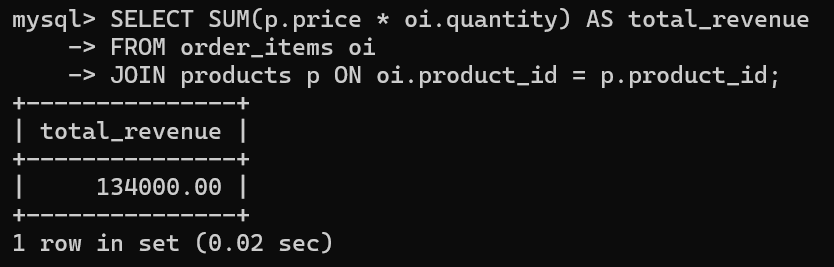 mysql> SELECT SUM(p.price * oi.quantity) AS total_revenue
    -> FROM order_items oi
    -> JOIN products p ON oi.product_id = p.product_id;
+---------------+
| total_revenue |
+---------------+
|     134000.00 |
+---------------+
1 row in set (0.02 sec)